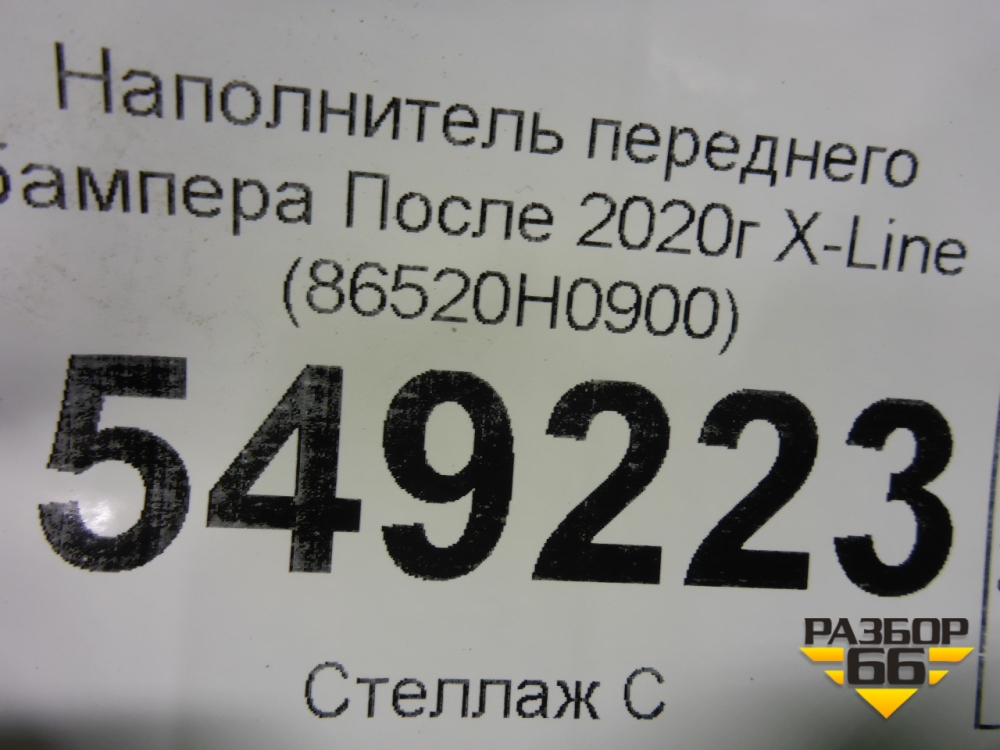 Наполнитель переднего
бампера После 2020г X-Line
(86520H0900)
549223
Стеллаж С
РАЗБОР
66